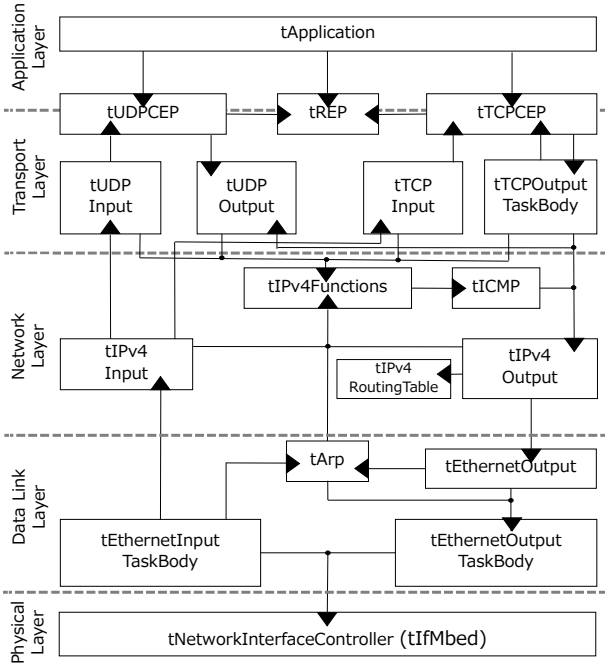 Application
Layer
tApplication
tUDPCEP
tREP
tTCPCEP
Transport
Layer
tUDP
Input
tUDP
Output
tTCP
Input
tTCPOutput
TaskBody
Network
Layer
tIPv4Functions
tICMP
tIPv4
Input
tIPv4
RoutingTable
tIPv4
Output
Data Link
Layer
tArp
tEthernetOutput
tEthernetInput
TaskBody
tEthernetOutput
TaskBody
Physical
Layer
tNetworkInterfaceController (tIfMbed)